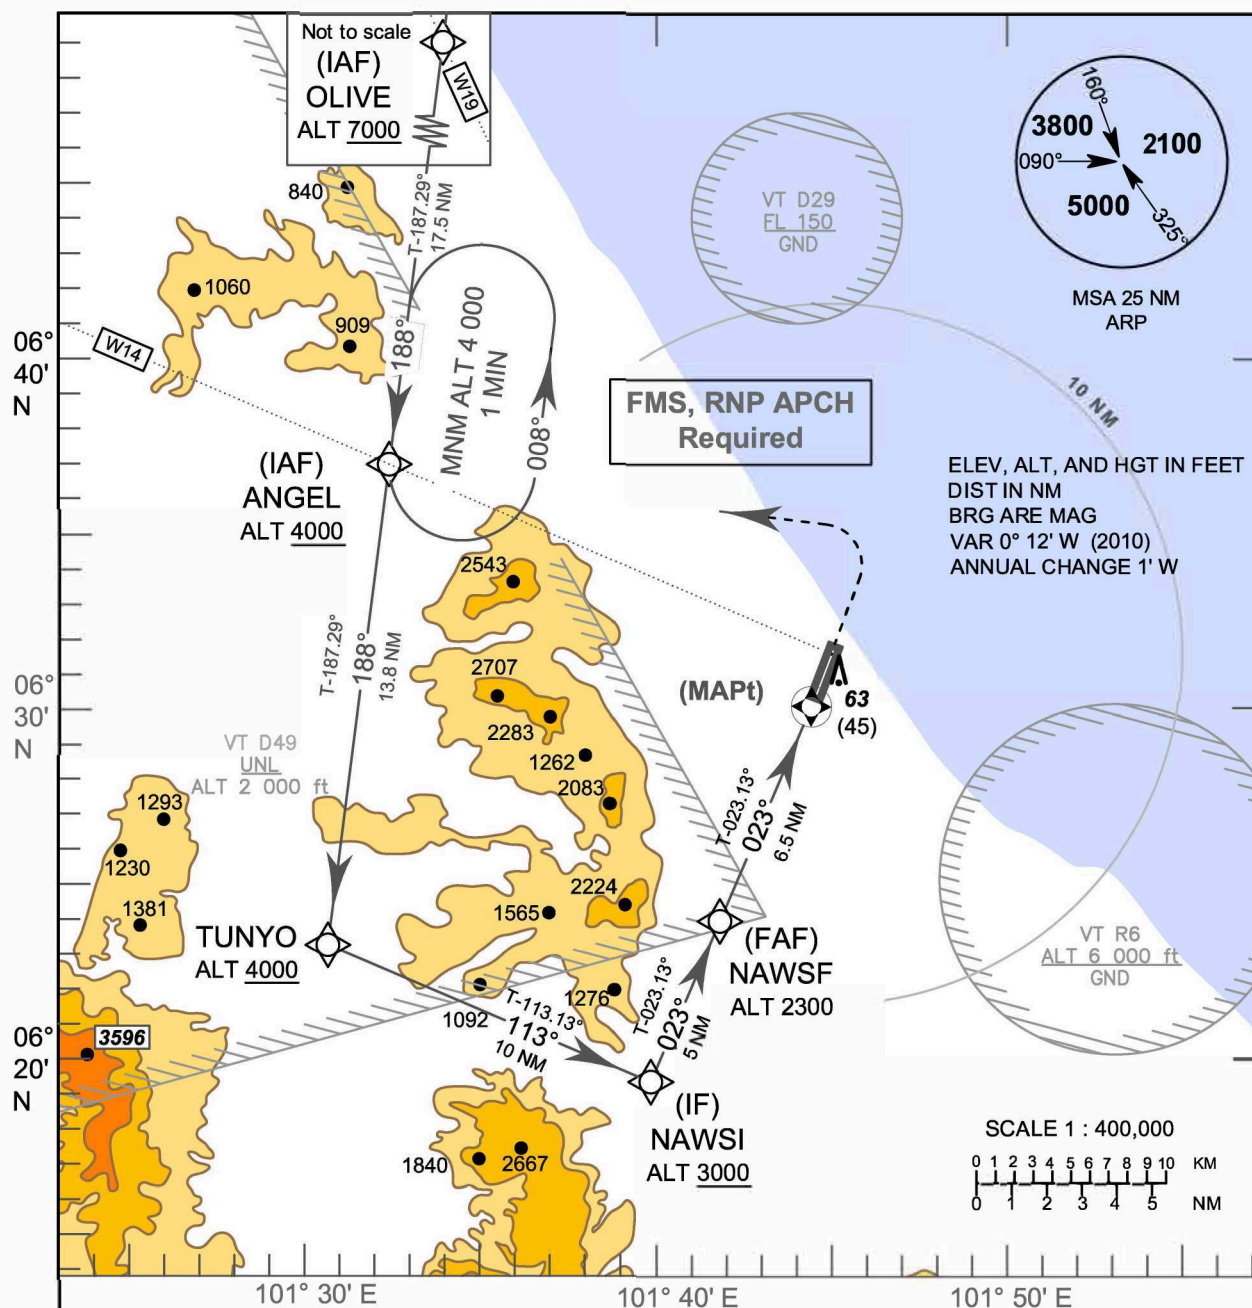 Not to scale
(IAF)
OLIVE
ALT 7000
W19
T-187.29°
17.5 NM
160°
3800
2100
090°
5000
325°
MSA 25 NM
ARP
VT D29
FL 150
GND
840
1060
909
06°
40'
N
W14
188°
MNM ALT 4 000
1 MIN
008°
10 NM
FMS, RNP APCH
Required
(IAF)
ANGEL
ALT 4000
ELEV, ALT, AND HGT IN FEET
DIST IN NM
BRG ARE MAG
VAR 0° 12' W (2010)
ANNUAL CHANGE 1' W
2543
T-187.29°
188°
13.8 NM
2707
2283
1262
2083
(MAPt)
63
(45)
06°
30'
N
VT D49
UNL
ALT 2 000 ft
1293
1230
1381
T-023.13°
023°
6.5 NM
2224
1565
TUNYO
ALT 4000
(FAF)
NAWSF
ALT 2300
VT R6
ALT 6 000 ft
GND
1276
1092
T-113.13°
113°
10 NM
T-023.13°
023°
5 NM
06°
20'
N
3596
(IF)
NAWSI
ALT 3000
1840
2667
SCALE 1 : 400,000
0 1 2 3 4 5 6 7 8 9 10 KM
0 1 2 3 4 5 NM
101° 30' E
101° 40' E
101° 50' E